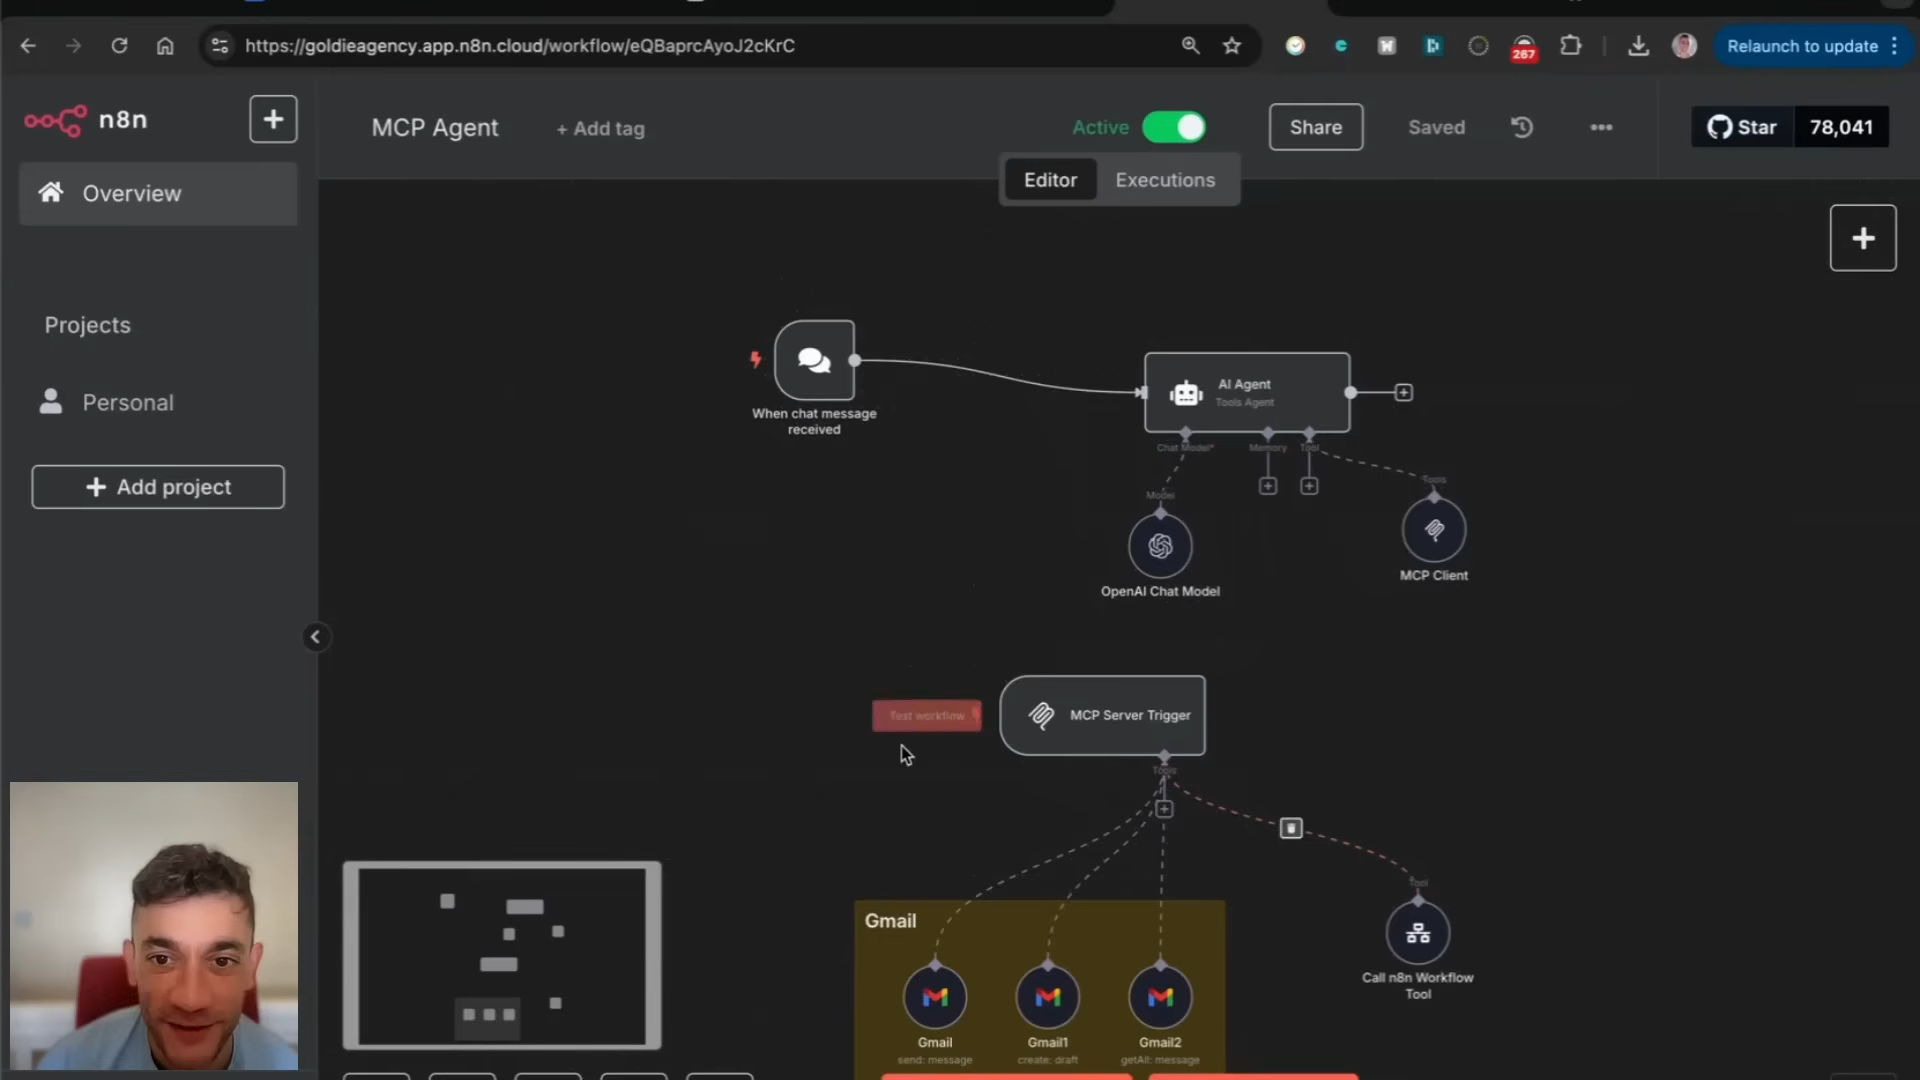 https://goldieagency.app.n8n.cloud/workflow/eQBaprcAyoJ2cKrC
267
Relaunch to update
n8n
MCP Agent
+ Add tag
Active
Share
Saved
Star
78,041
Editor
Executions
Overview
Projects
Personal
Add project
When chat message
received
AI Agent
Tools Agent
Chat Model*
Memory
Tool
Model
Tools
OpenAI Chat Model
MCP Client
Test workflow
MCP Server Trigger
Tools
Tool
Gmail
Call n8n Workflow
Tool
Gmail
send: message
Gmail1
create: draft
Gmail2
getAll: message